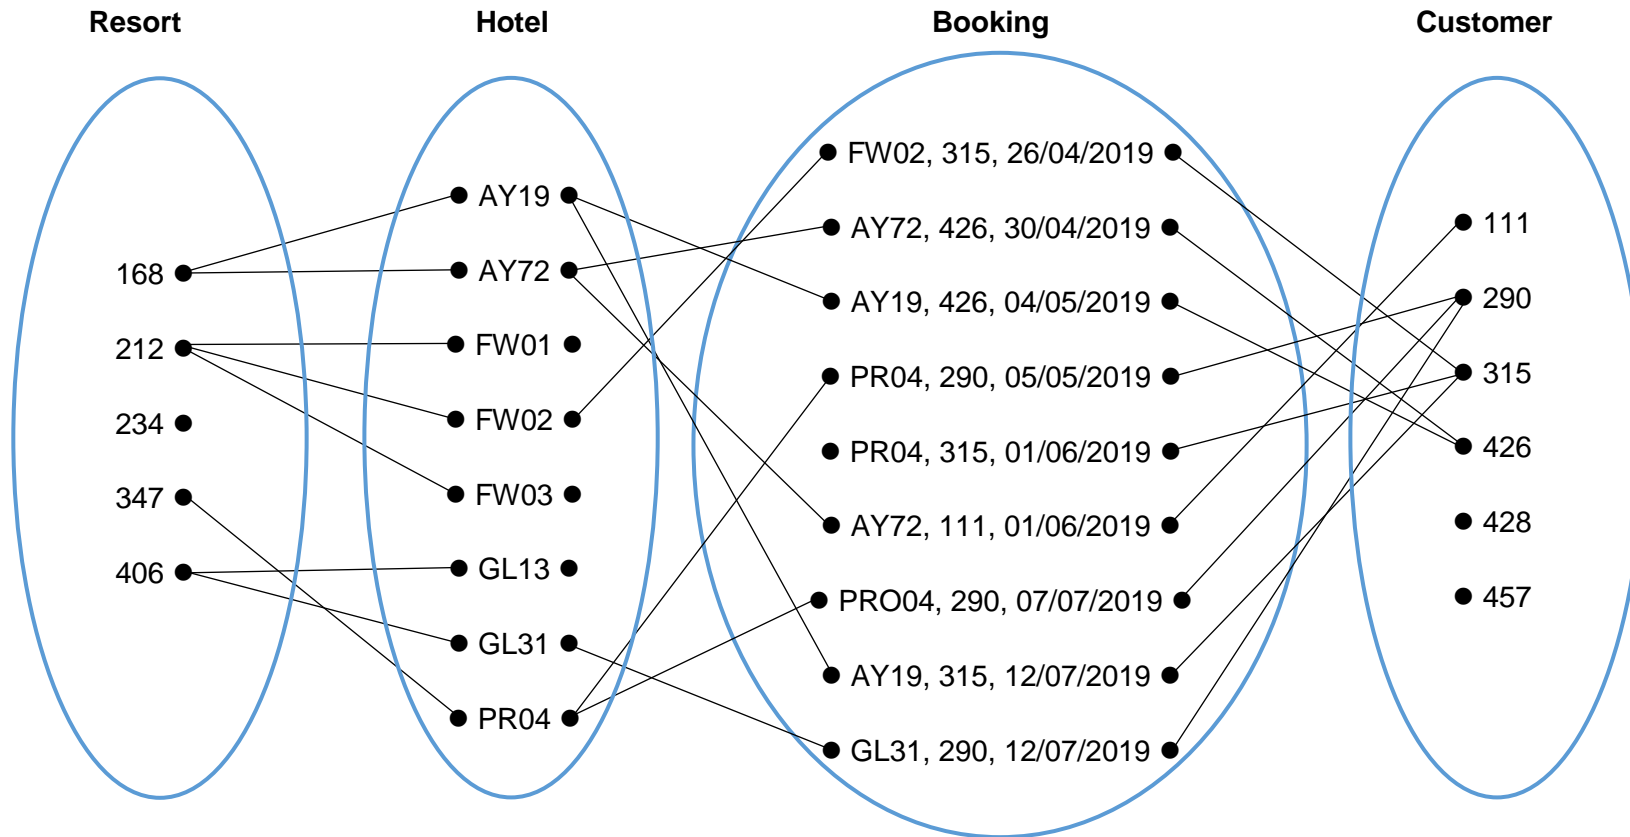 Resort
Hotel
Booking
Customer
168
212
234
347
406
AY19
AY72
FW01
FW02
FW03
GL13
GL31
PR04
FW02, 315, 26/04/2019
AY72, 426, 30/04/2019
AY19, 426, 04/05/2019
PR04, 290, 05/05/2019
PR04, 315, 01/06/2019
AY72, 111, 01/06/2019
PRO04, 290, 07/07/2019
AY19, 315, 12/07/2019
GL31, 290, 12/07/2019
111
290
315
426
428
457